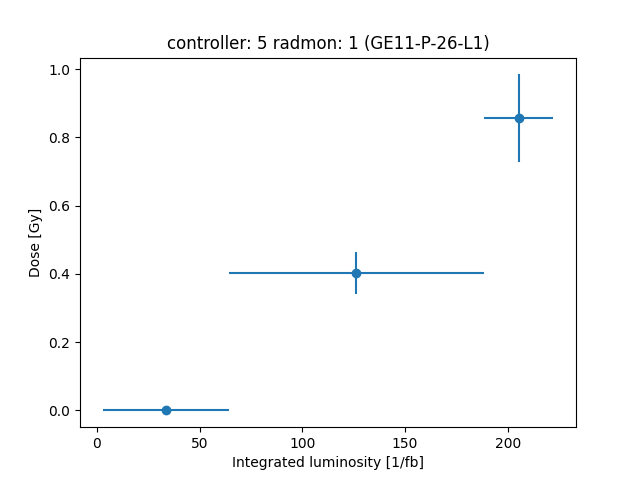 controller: 5 radmon: 1 (GE11-P-26-L1)
1.0
0.8
0.6
0.4
0.2
0.0
Dose [Gy]
0 50 100 150 200
Integrated luminosity [1/fb]